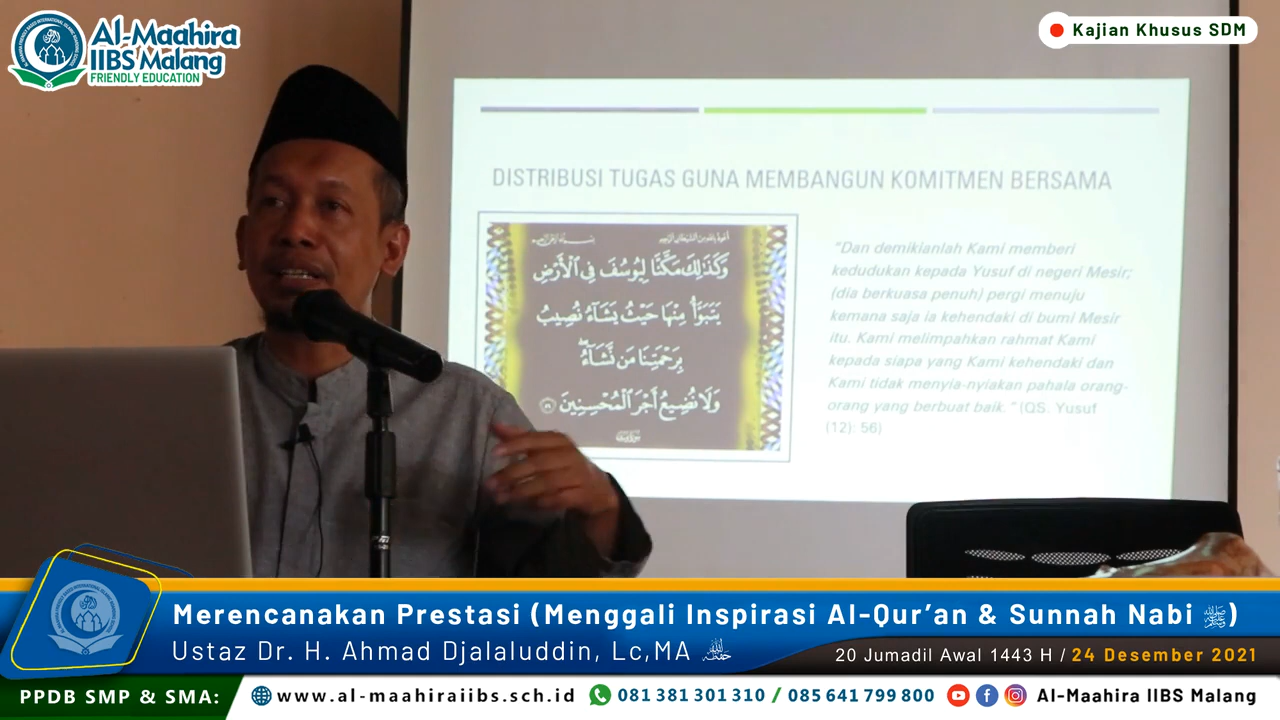 Al-Maahira
IIBS Malang
FRIENDLY EDUCATION
Kajian Khusus SDM
DISTRIBUSI TUGAS GUNA MEMBANGUN KOMITMEN BERSAMA
وَكَذَٰلِكَ مَكَّنَّا لِيُوسُفَ فِي الْأَرْضِ
يَتَبَوَّأُ مِنْهَا حَيْثُ يَشَاءُ نُصِيبُ
بِرَحْمَتِنَا مَن نَّشَاءُ
وَلَا نُضِيعُ أَجْرَ الْمُحْسِنِينَ ٥٦
"Dan demikianlah Kami memberi
kedudukan kepada Yusuf di negeri Mesir;
(dia berkuasa penuh) pergi menuju
kemana saja ia kehendaki di bumi Mesir
itu. Kami melimpahkan rahmat Kami
kepada siapa yang Kami kehendaki dan
Kami tidak menyia-nyiakan pahala orang-
orang yang berbuat baik." (QS. Yusuf
(12): 56)
Merencanakan Prestasi (Menggali Inspirasi Al-Qur’an & Sunnah Nabi ﷺ)
Ustaz Dr. H. Ahmad Djalaluddin, Lc,MA حفظه الله
20 Jumadil Awal 1443 H / 24 Desember 2021
PPDB SMP & SMA: www.al-maahiraiibs.sch.id 081 381 301 310 / 085 641 799 800 Al-Maahira IIBS Malang